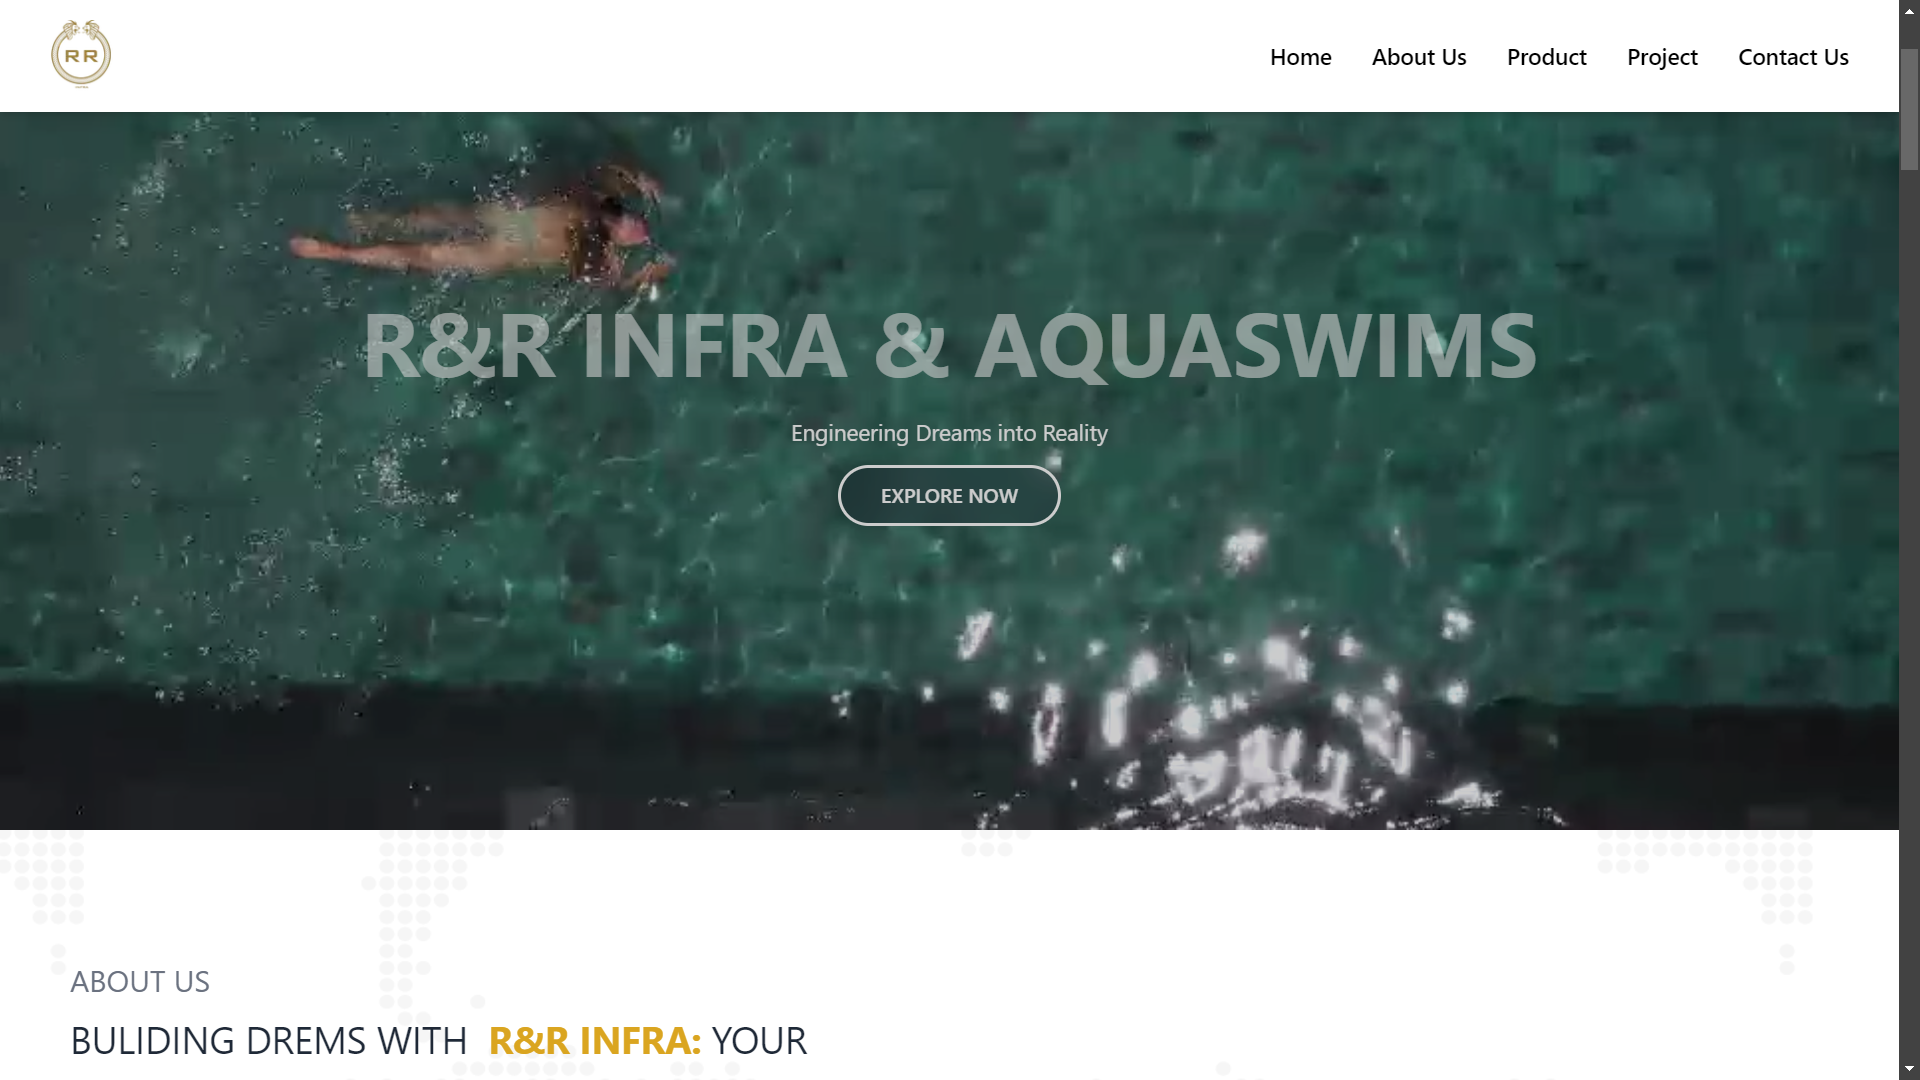 RR
Home About Us Product Project Contact Us
R&R INFRA & AQUASWIMS
Engineering Dreams into Reality
EXPLORE NOW
ABOUT US
BULIDING DREMS WITH R&R INFRA: YOUR